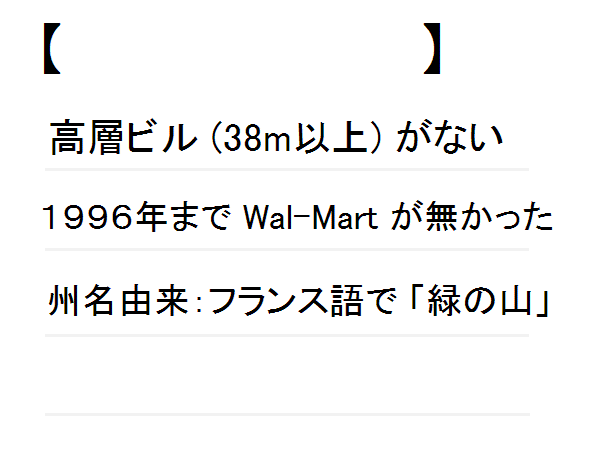 【 】
高層ビル（38m以上）がない
１９９６年まで Wal-Mart が無かった
州名由来：フランス語で「緑の山」